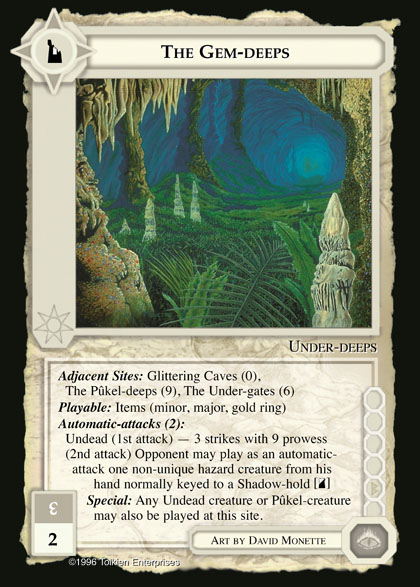 The Gem-deeps
Under-deeps
Adjacent Sites: Glittering Caves (0),
The Pûkel-deeps (9), The Under-gates (6)
Playable: Items (minor, major, gold ring)
Automatic-attacks (2):
Undead (1st attack) — 3 strikes with 9 prowess
(2nd attack) Opponent may play as an automatic-
attack one non-unique hazard creature from his
hand normally keyed to a Shadow-hold []
Special: Any Undead creature or Pûkel-creature
may also be played at this site.
2
Art by David Monette
©1996 Tolkien Enterprises